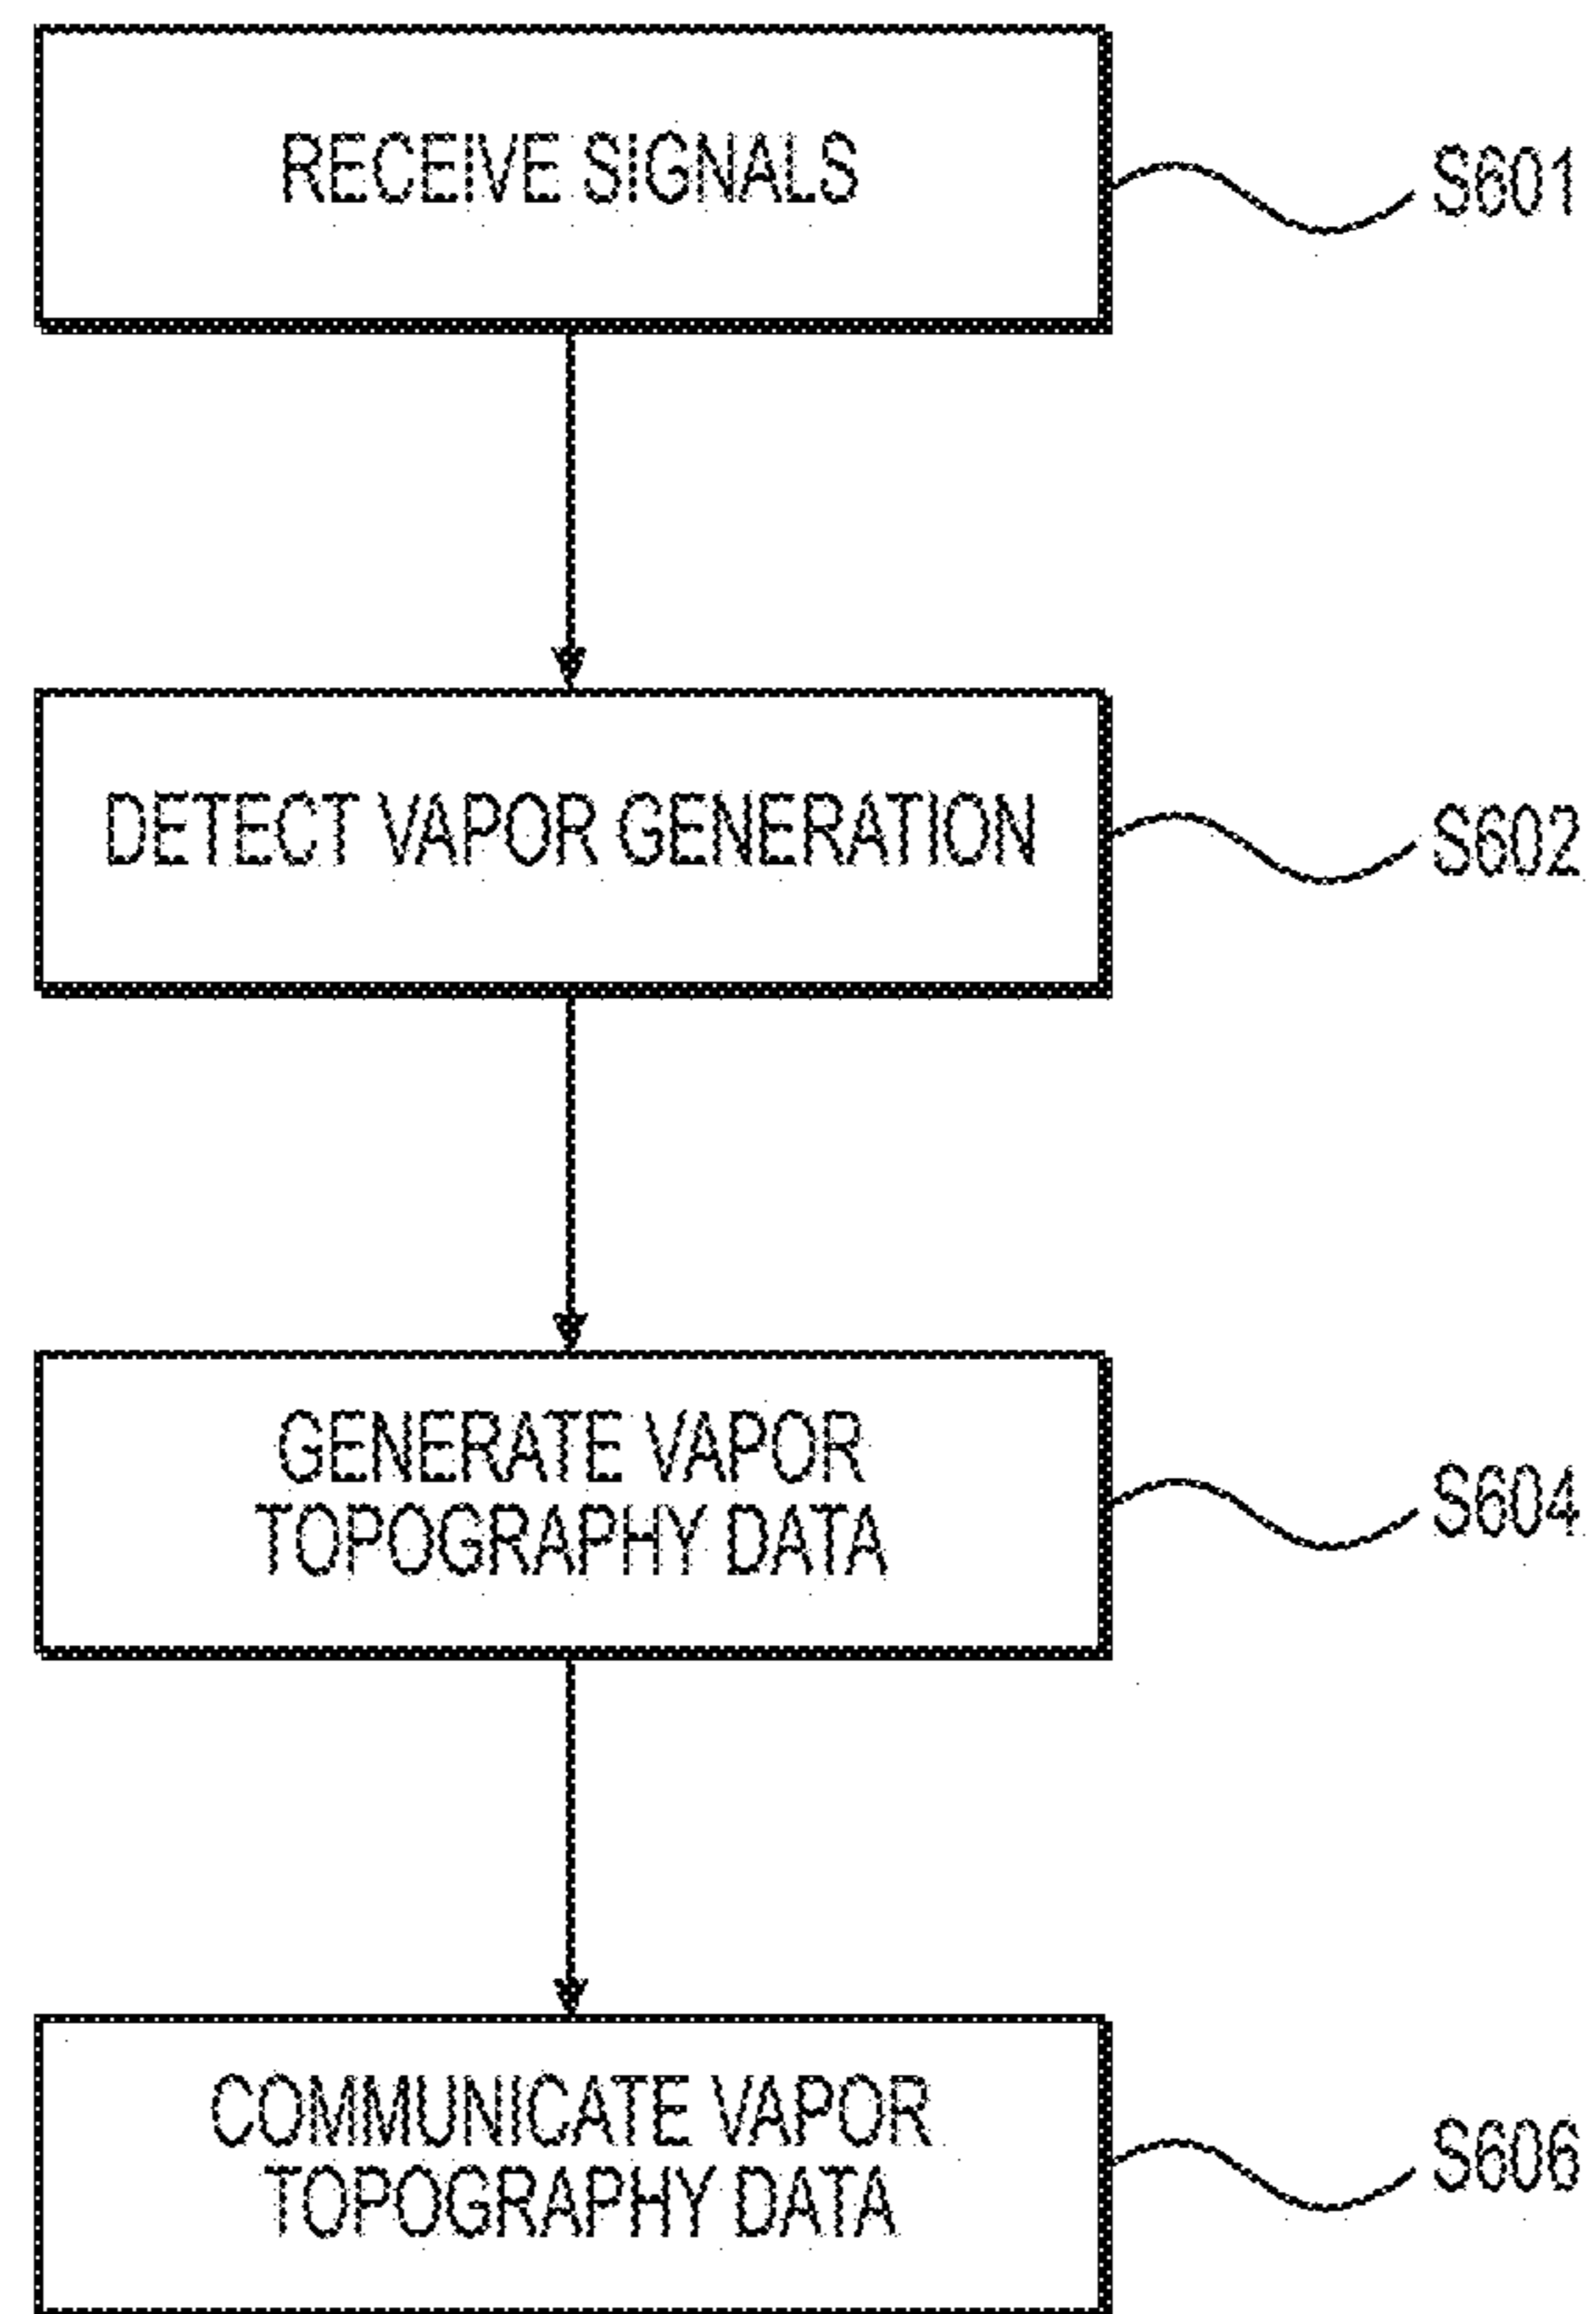 RECEIVE SIGNALS
S601
DETECT VAPOR GENERATION
S602
GENERATE VAPOR
TOPOGRAPHY DATA
S604
COMMUNICATE VAPOR
TOPOGRAPHY DATA
S606